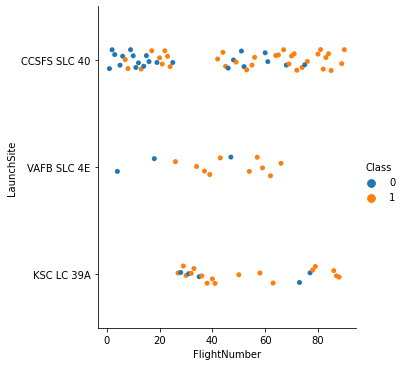 CCSFS SLC 40
VAFB SLC 4E
KSC LC 39A
LaunchSite
0 20 40 60 80
FlightNumber
Class
0
1